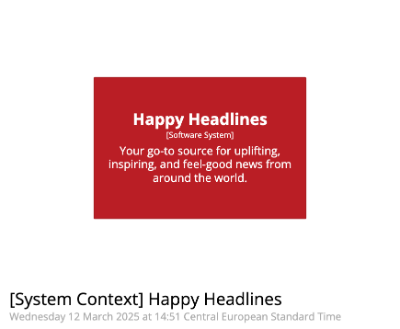 Happy Headlines
[Software System]
Your go-to source for uplifting,
inspiring, and feel-good news from
around the world.
[System Context] Happy Headlines
Wednesday 12 March 2025 at 14:51 Central European Standard Time